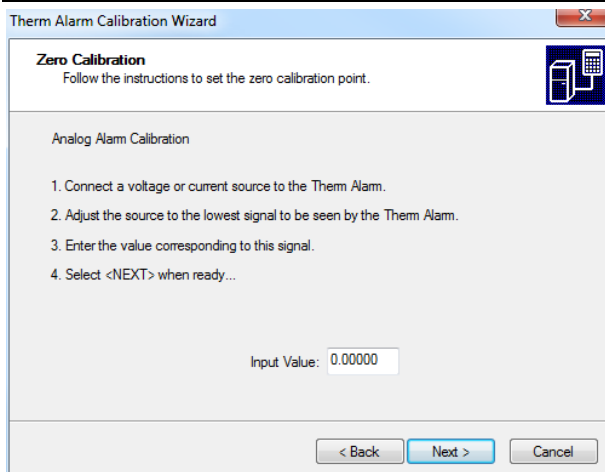 Therm Alarm Calibration Wizard
Zero Calibration
Follow the instructions to set the zero calibration point.
Analog Alarm Calibration
1. Connect a voltage or current source to the Therm Alarm.
2. Adjust the source to the lowest signal to be seen by the Therm Alarm.
3. Enter the value corresponding to this signal.
4. Select <NEXT> when ready...
Input Value: 0.00000
< Back Next > Cancel